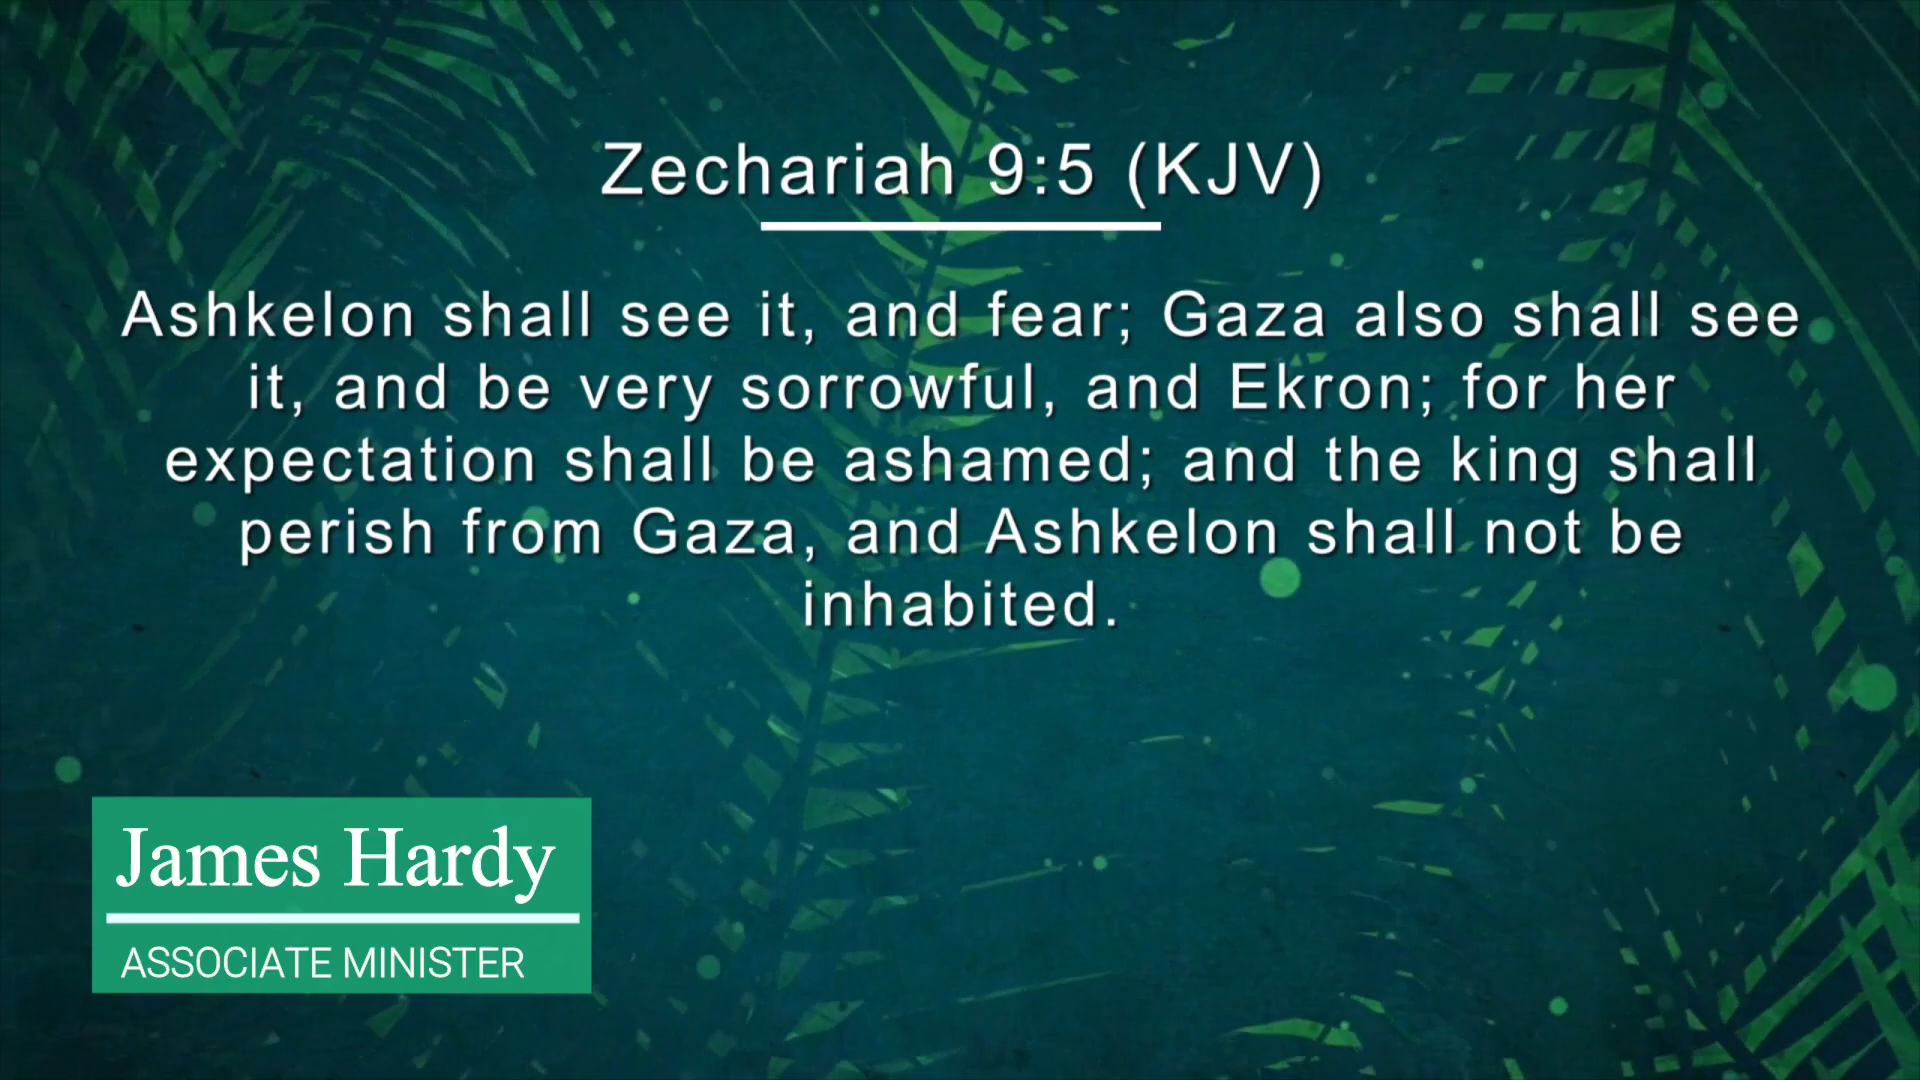 Zechariah 9:5 (KJV)
Ashkelon shall see it, and fear; Gaza also shall see
it, and be very sorrowful, and Ekron; for her
expectation shall be ashamed; and the king shall
perish from Gaza, and Ashkelon shall not be
inhabited.
James Hardy
ASSOCIATE MINISTER